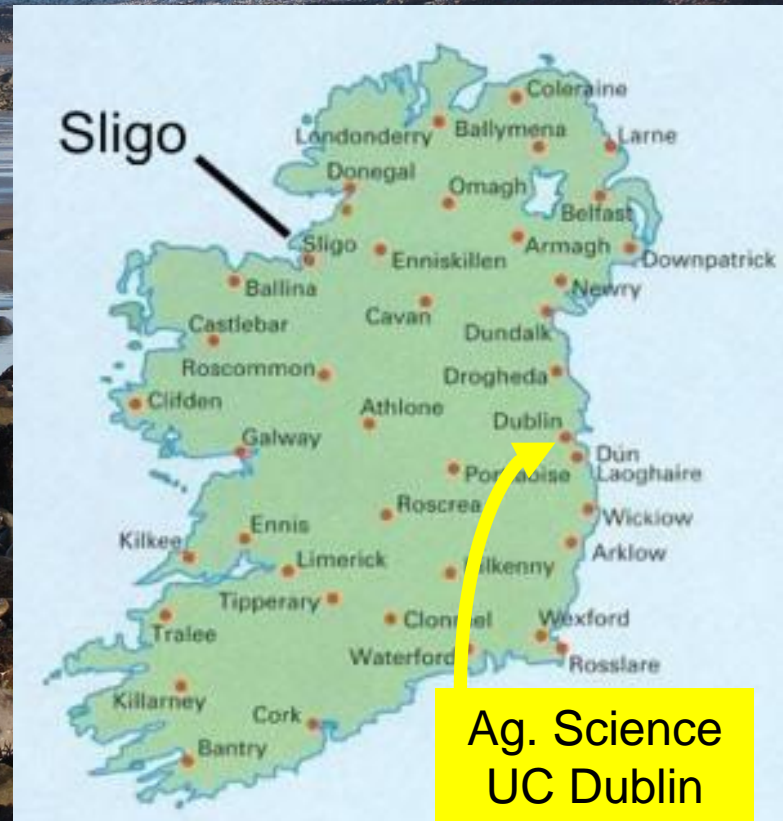 Sligo
Coleraine
Londonderry
Ballymena
Larne
Donegal
Omagh
Belfast
Sligo
Enniskillen
Armagh
Downpatrick
Ballina
Newry
Cavan
Castlebar
Dundalk
Roscommon
Drogheda
Clifden
Athlone
Dublin
Galway
Dún
Laoghaire
Roscrea
Wicklow
Ennis
Kilkee
Arklow
Limerick
Tipperary
Clonmel
Wexford
Tralee
Waterford
Rosslare
Killarney
Cork
Bantry
Ag. Science
UC Dublin